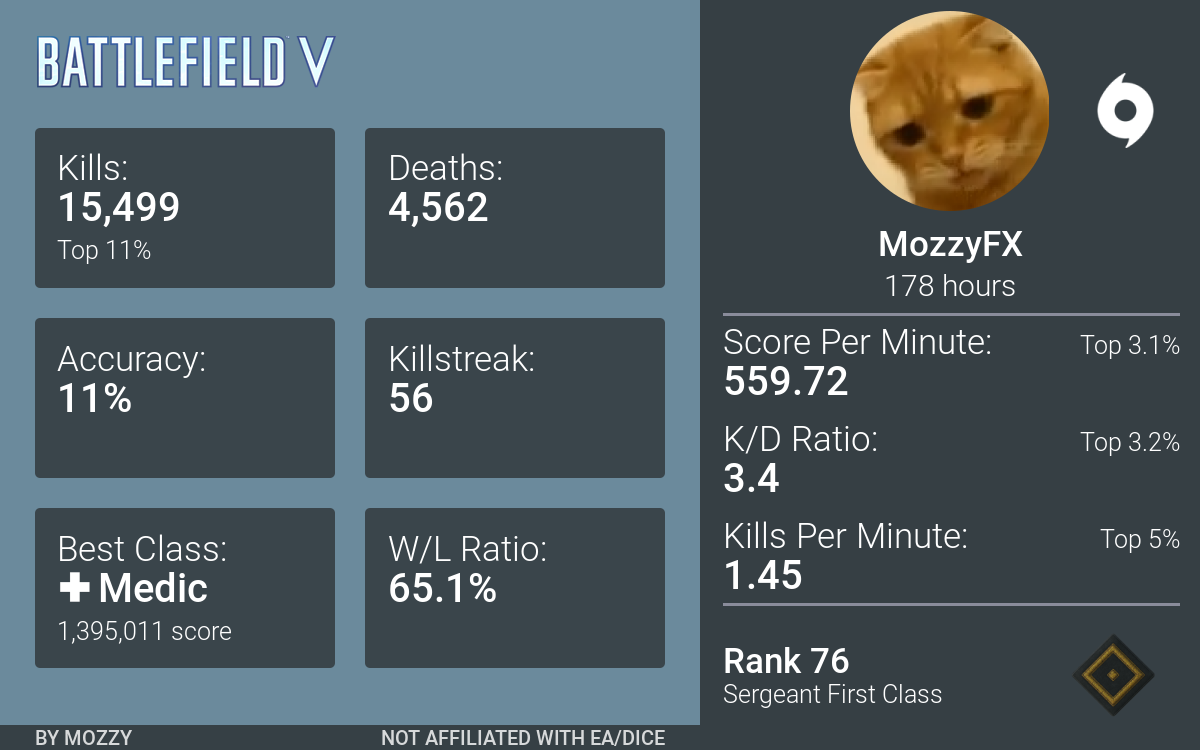 BATTLEFIELD V
Kills:
15,499
Top 11%
Deaths:
4,562
Accuracy:
11%
Killstreak:
56
Best Class:
Medic
1,395,011 score
W/L Ratio:
65.1%
BY MOZZY
NOT AFFILIATED WITH EA/DICE
MozzyFX
178 hours
Score Per Minute:
Top 3.1%
559.72
K/D Ratio:
Top 3.2%
3.4
Kills Per Minute:
Top 5%
1.45
Rank 76
Sergeant First Class